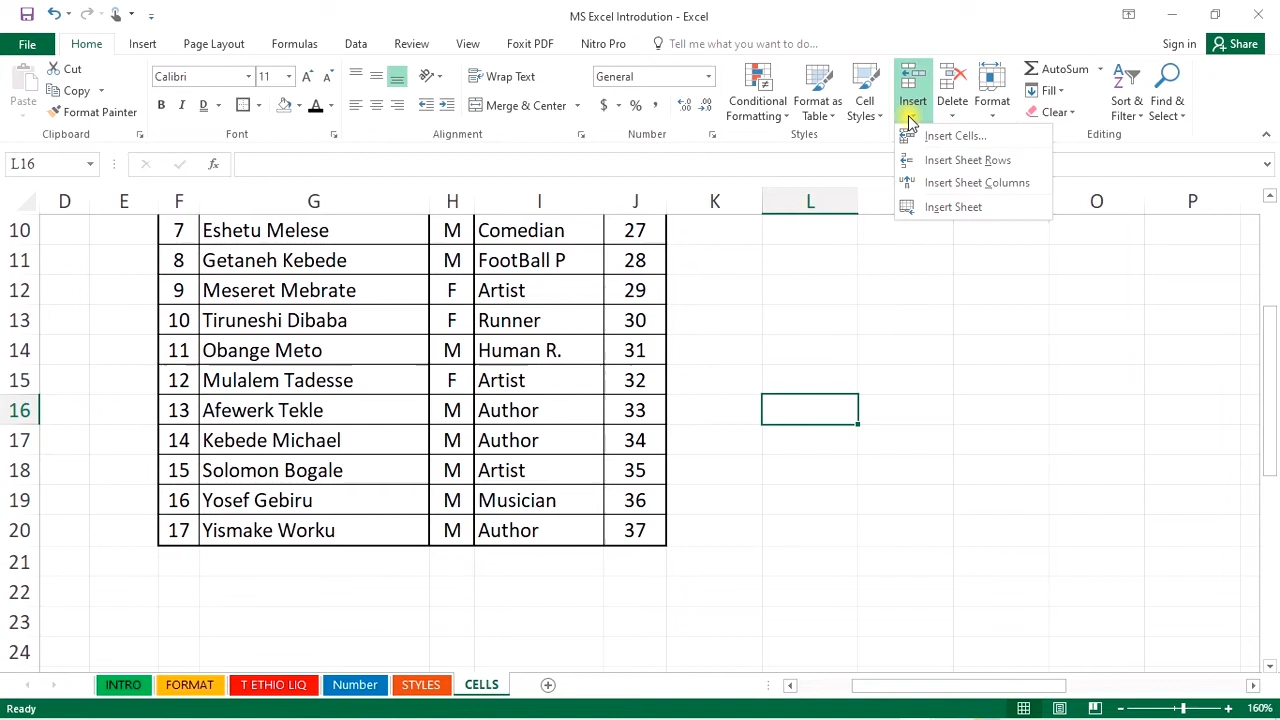 MS Excel Introdution - Excel
File Home Insert Page Layout Formulas Data Review View Foxit PDF Nitro Pro Tell me what you want to do... Sign in Share
Paste Cut Copy Format Painter
Clipboard
Calibri 11
B I U A
Font
Wrap Text
Merge & Center
Alignment
General
$ % ,
Number
Conditional Formatting
Format as Table
Cell Styles
Styles
Insert Delete Format
AutoSum
Fill
Clear
Sort & Filter
Find & Select
Editing
Insert Cells...
Insert Sheet Rows
Insert Sheet Columns
Insert Sheet
L16 fx
D E F G H I J K L O P
10 7 Eshetu Melese M Comedian 27
11 8 Getaneh Kebede M FootBall P 28
12 9 Meseret Mebrate F Artist 29
13 10 Tiruneshi Dibaba F Runner 30
14 11 Obange Meto M Human R. 31
15 12 Mulalem Tadesse F Artist 32
16 13 Afewerk Tekle M Author 33
17 14 Kebede Michael M Author 34
18 15 Solomon Bogale M Artist 35
19 16 Yosef Gebiru M Musician 36
20 17 Yismake Worku M Author 37
21
22
23
24
INTRO FORMAT T ETHIO LIQ Number STYLES CELLS
Ready 160%